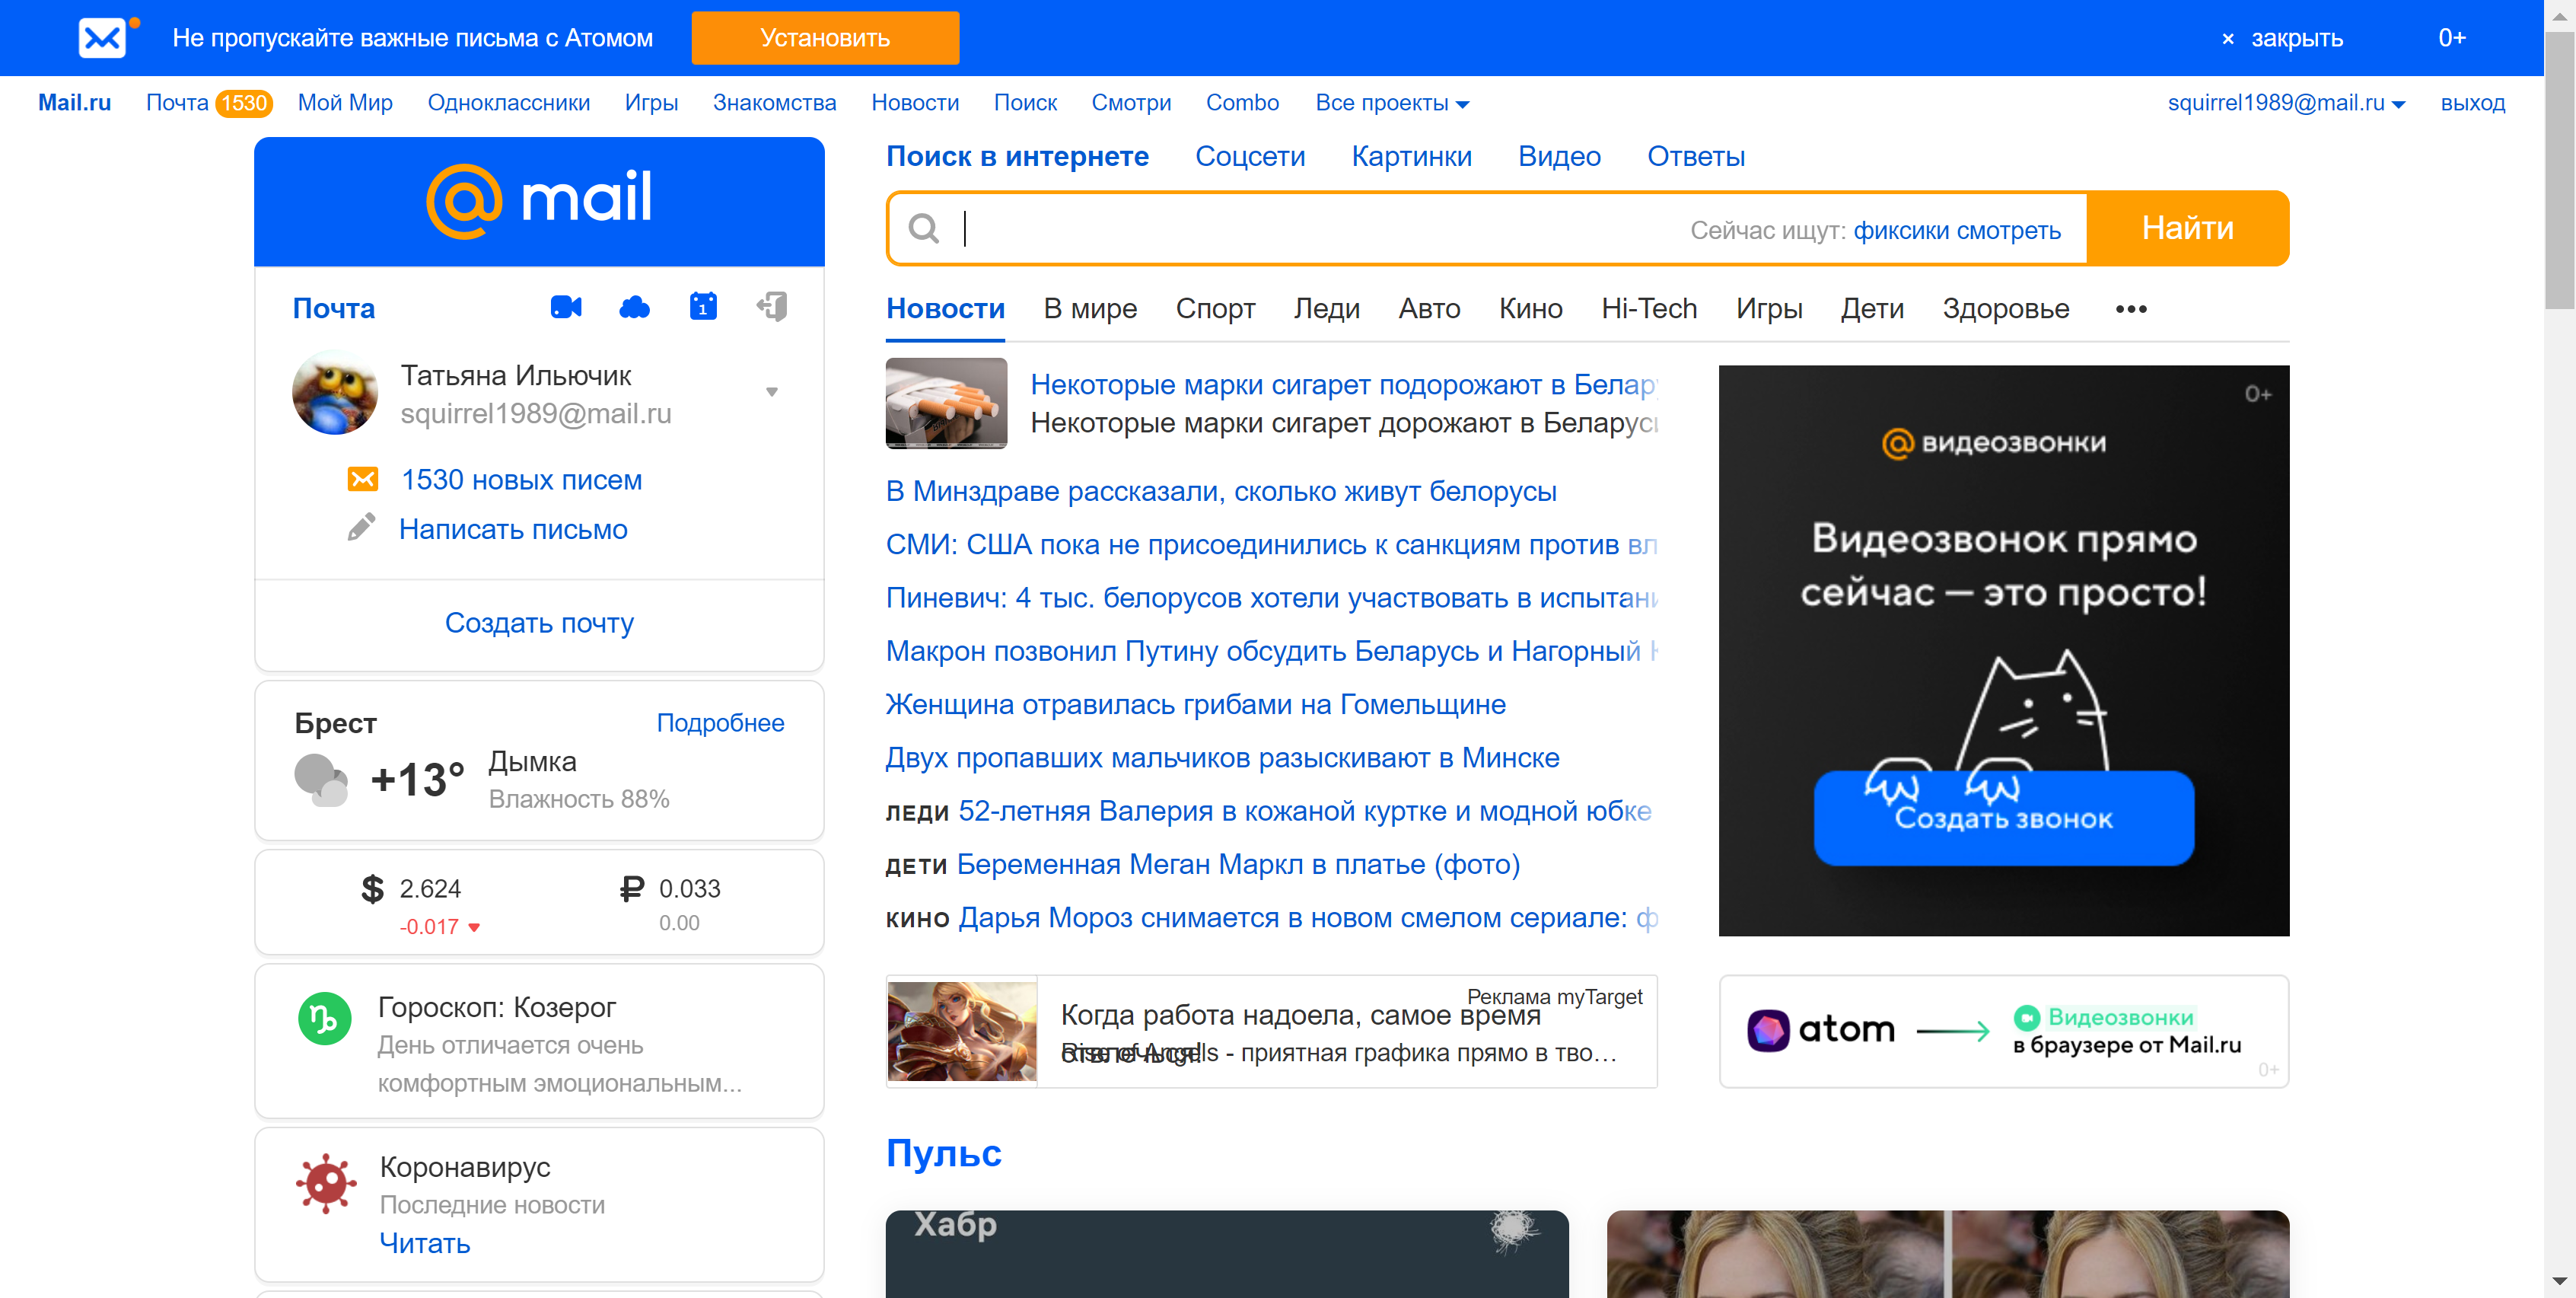 Не пропускайте важные письма с Атомом
Установить
× закрыть
0+
Mail.ru Почта 1530 Мой Мир Одноклассники Игры Знакомства Новости Поиск Смотри Combo Все проекты squirrel1989@mail.ru выход
mail
Почта
1
Татьяна Ильючик
squirrel1989@mail.ru
1530 новых писем
Написать письмо
Создать почту
Брест Подробнее
+13° Дымка
Влажность 88%
$ 2.624 ₽ 0.033
-0.017 0.00
Гороскоп: Козерог
День отличается очень
комфортным эмоциональным...
Коронавирус
Последние новости
Читать
Поиск в интернете Соцсети Картинки Видео Ответы
Сейчас ищут: фиксики смотреть Найти
Новости В мире Спорт Леди Авто Кино Hi-Tech Игры Дети Здоровье •••
Некоторые марки сигарет подорожают в Белар
Некоторые марки сигарет дорожают в Беларус
В Минздраве рассказали, сколько живут белорусы
СМИ: США пока не присоединились к санкциям против вл
Пиневич: 4 тыс. белорусов хотели участвовать в испытани
Макрон позвонил Путину обсудить Беларусь и Нагорный
Женщина отравилась грибами на Гомельщине
Двух пропавших мальчиков разыскивают в Минске
ЛЕДИ 52-летняя Валерия в кожаной куртке и модной юбке
ДЕТИ Беременная Меган Маркл в платье (фото)
КИНО Дарья Мороз снимается в новом смелом сериале: ф
Реклама myTarget
Когда работа надоела, самое время
отвлечься!
Rise of Angels - приятная графика прямо в тво…
0+
@видеозвонки
Видеозвонок прямо
сейчас — это просто!
Создать звонок
atom
Видеозвонки
в браузере от Mail.ru
0+
Пульс
Хабр